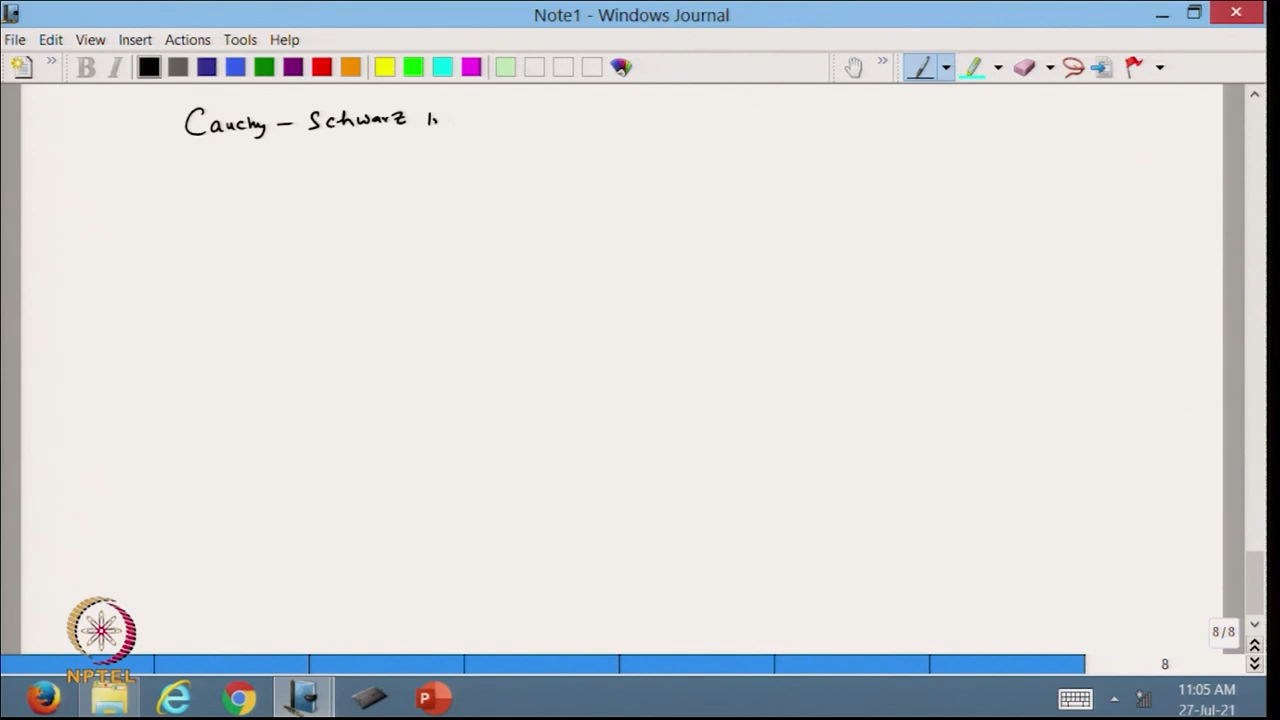 Note1 - Windows Journal
File Edit View Insert Actions Tools Help
B I
Cauchy - Schwarz
8/8
8
NPTEL
11:05 AM
27-Jul-21